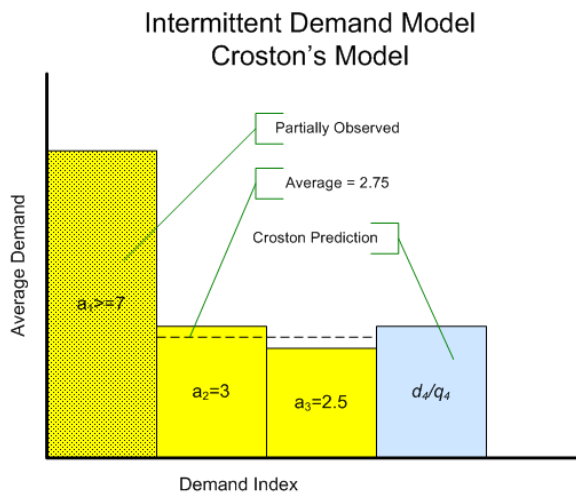 Intermittent Demand Model
Croston's Model
Partially Observed
Average = 2.75
Croston Prediction
Average Demand
a₁>=7
a₂=3
a₃=2.5
d₄/q₄
Demand Index